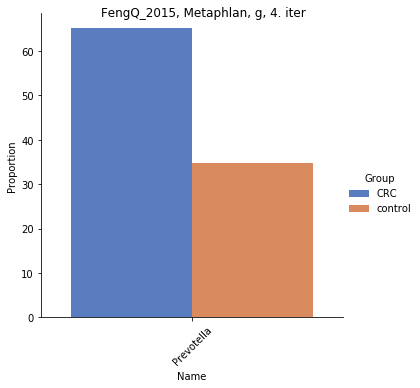 FengQ_2015, Metaphlan, g, 4. iter
60
50
40
30
20
10
0
Proportion
Prevotella
Name
Group
CRC
control